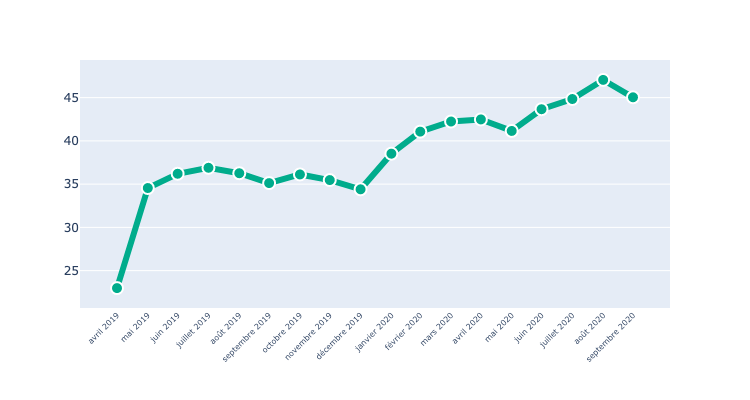 45
40
35
30
25
avril 2019
mai 2019
juin 2019
juillet 2019
août 2019
septembre 2019
octobre 2019
novembre 2019
décembre 2019
janvier 2020
février 2020
mars 2020
avril 2020
mai 2020
juin 2020
juillet 2020
août 2020
septembre 2020